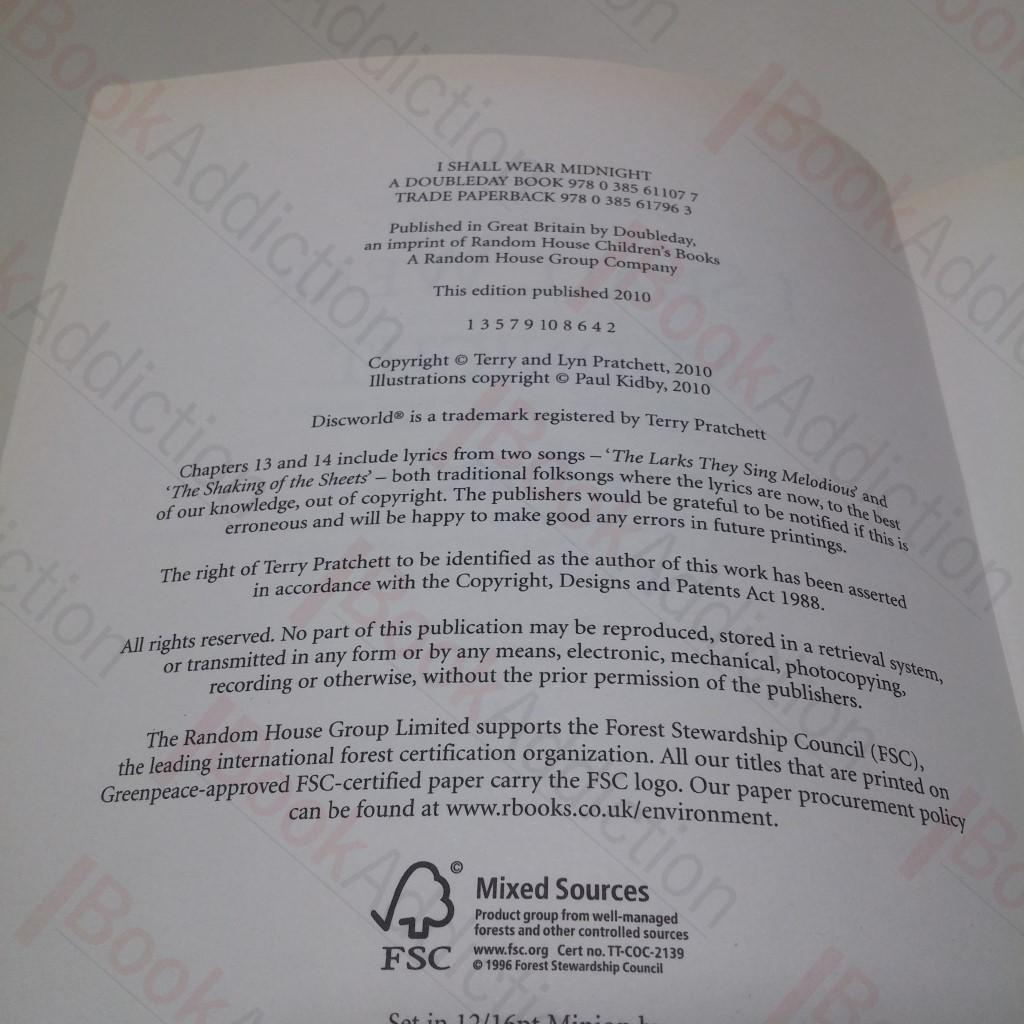 I SHALL WEAR MIDNIGHT
A DOUBLEDAY BOOK 978 0 385 61107 7
TRADE PAPERBACK 978 0 385 61796 3
Published in Great Britain by Doubleday,
an imprint of Random House Children's Books
A Random House Group Company
This edition published 2010
1 3 5 7 9 10 8 6 4 2
Copyright © Terry and Lyn Pratchett, 2010
Illustrations copyright © Paul Kidby, 2010
Discworld® is a trademark registered by Terry Pratchett
Chapters 13 and 14 include lyrics from two songs – 'The Larks They Sing Melodious' and
'The Shaking of the Sheets' – both traditional folksongs where the lyrics are now, to the best
of our knowledge, out of copyright. The publishers would be grateful to be notified if this is
erroneous and will be happy to make good any errors in future printings.
The right of Terry Pratchett to be identified as the author of this work has been asserted
in accordance with the Copyright, Designs and Patents Act 1988.
All rights reserved. No part of this publication may be reproduced, stored in a retrieval system,
or transmitted in any form or by any means, electronic, mechanical, photocopying,
recording or otherwise, without the prior permission of the publishers.
The Random House Group Limited supports the Forest Stewardship Council (FSC),
the leading international forest certification organization. All our titles that are printed on
Greenpeace-approved FSC-certified paper carry the FSC logo. Our paper procurement policy
can be found at www.rbooks.co.uk/environment.
©
FSC
Mixed Sources
Product group from well-managed
forests and other controlled sources
www.fsc.org Cert no. TT-COC-2139
© 1996 Forest Stewardship Council
Set in 12/16pt Minion by
BookAddiction